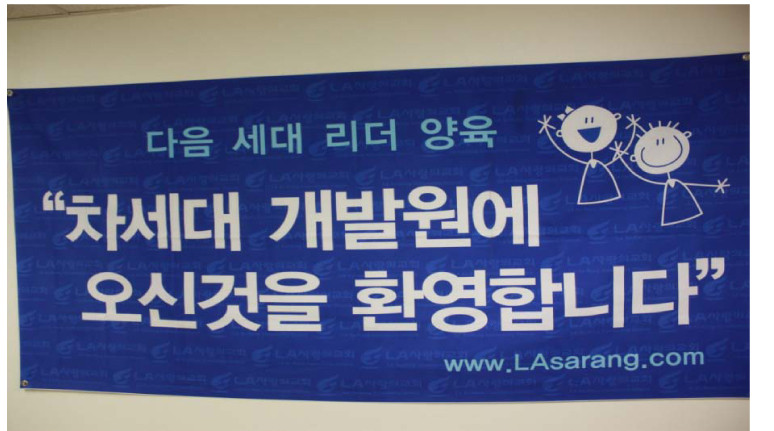 다음 세대 리더 양육
“차세대 개발원에
오신것을 환영합니다”
www.LAsarang.com